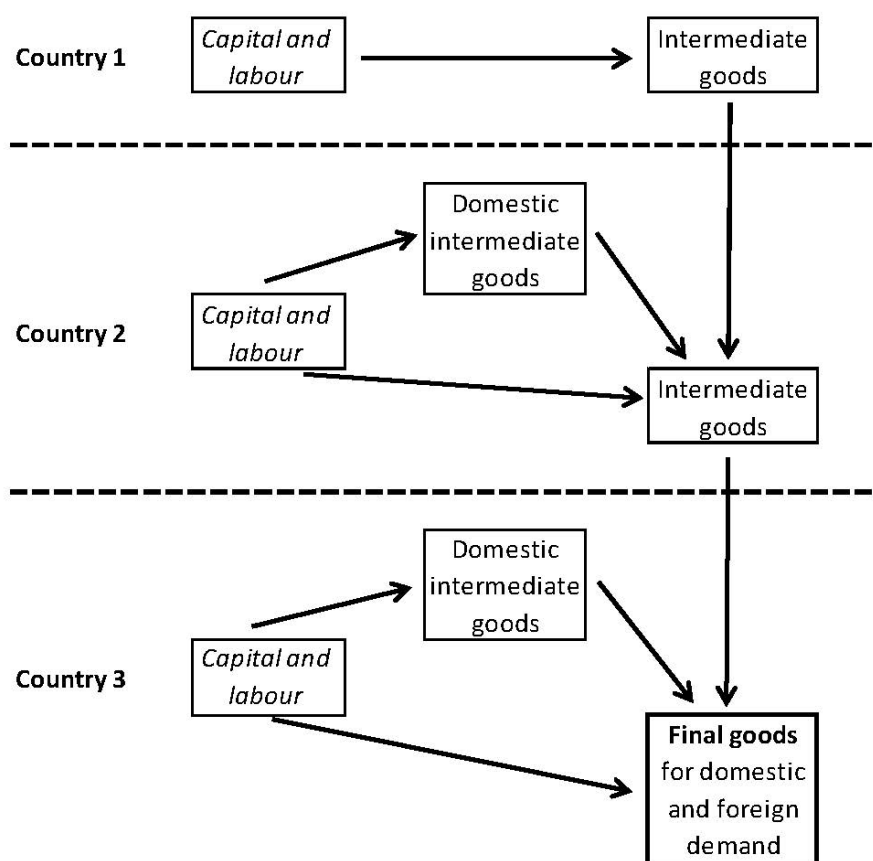 Country 1
Capital and
labour
Intermediate
goods
Country 2
Domestic
intermediate
goods
Capital and
labour
Intermediate
goods
Country 3
Domestic
intermediate
goods
Capital and
labour
Final goods
for domestic
and foreign
demand